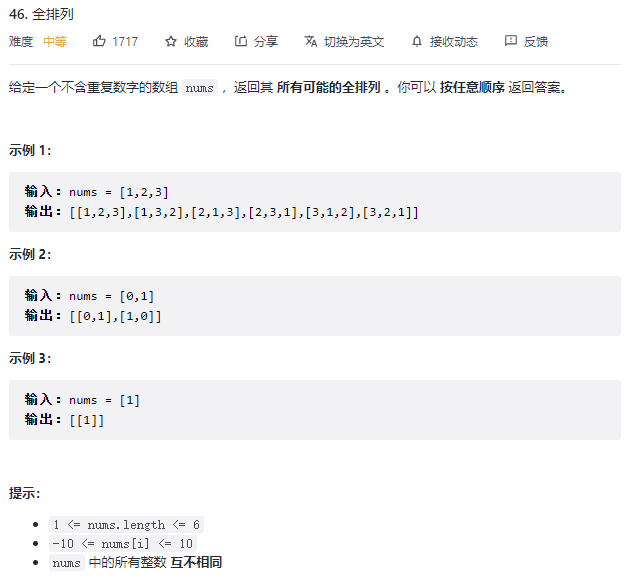 46. 全排列
难度 中等 1717 收藏 分享 切换为英文 接收动态 反馈
给定一个不含重复数字的数组 nums ，返回其 所有可能的全排列 。你可以 按任意顺序 返回答案。
示例 1：
输入：nums = [1,2,3]
输出：[[1,2,3],[1,3,2],[2,1,3],[2,3,1],[3,1,2],[3,2,1]]
示例 2：
输入：nums = [0,1]
输出：[[0,1],[1,0]]
示例 3：
输入：nums = [1]
输出：[[1]]
提示：
1 <= nums.length <= 6
-10 <= nums[i] <= 10
nums 中的所有整数 互不相同